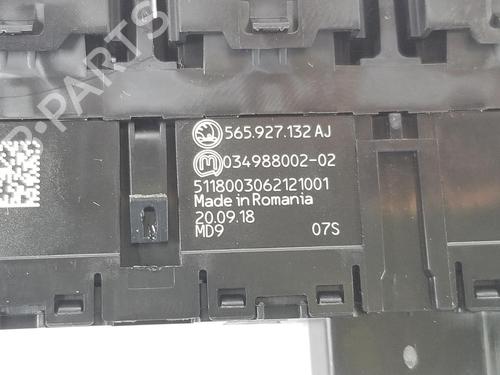 565.927.132 AJ
034988002-02
5118003062121001
Made in Romania
20.09.18
MD9 07S